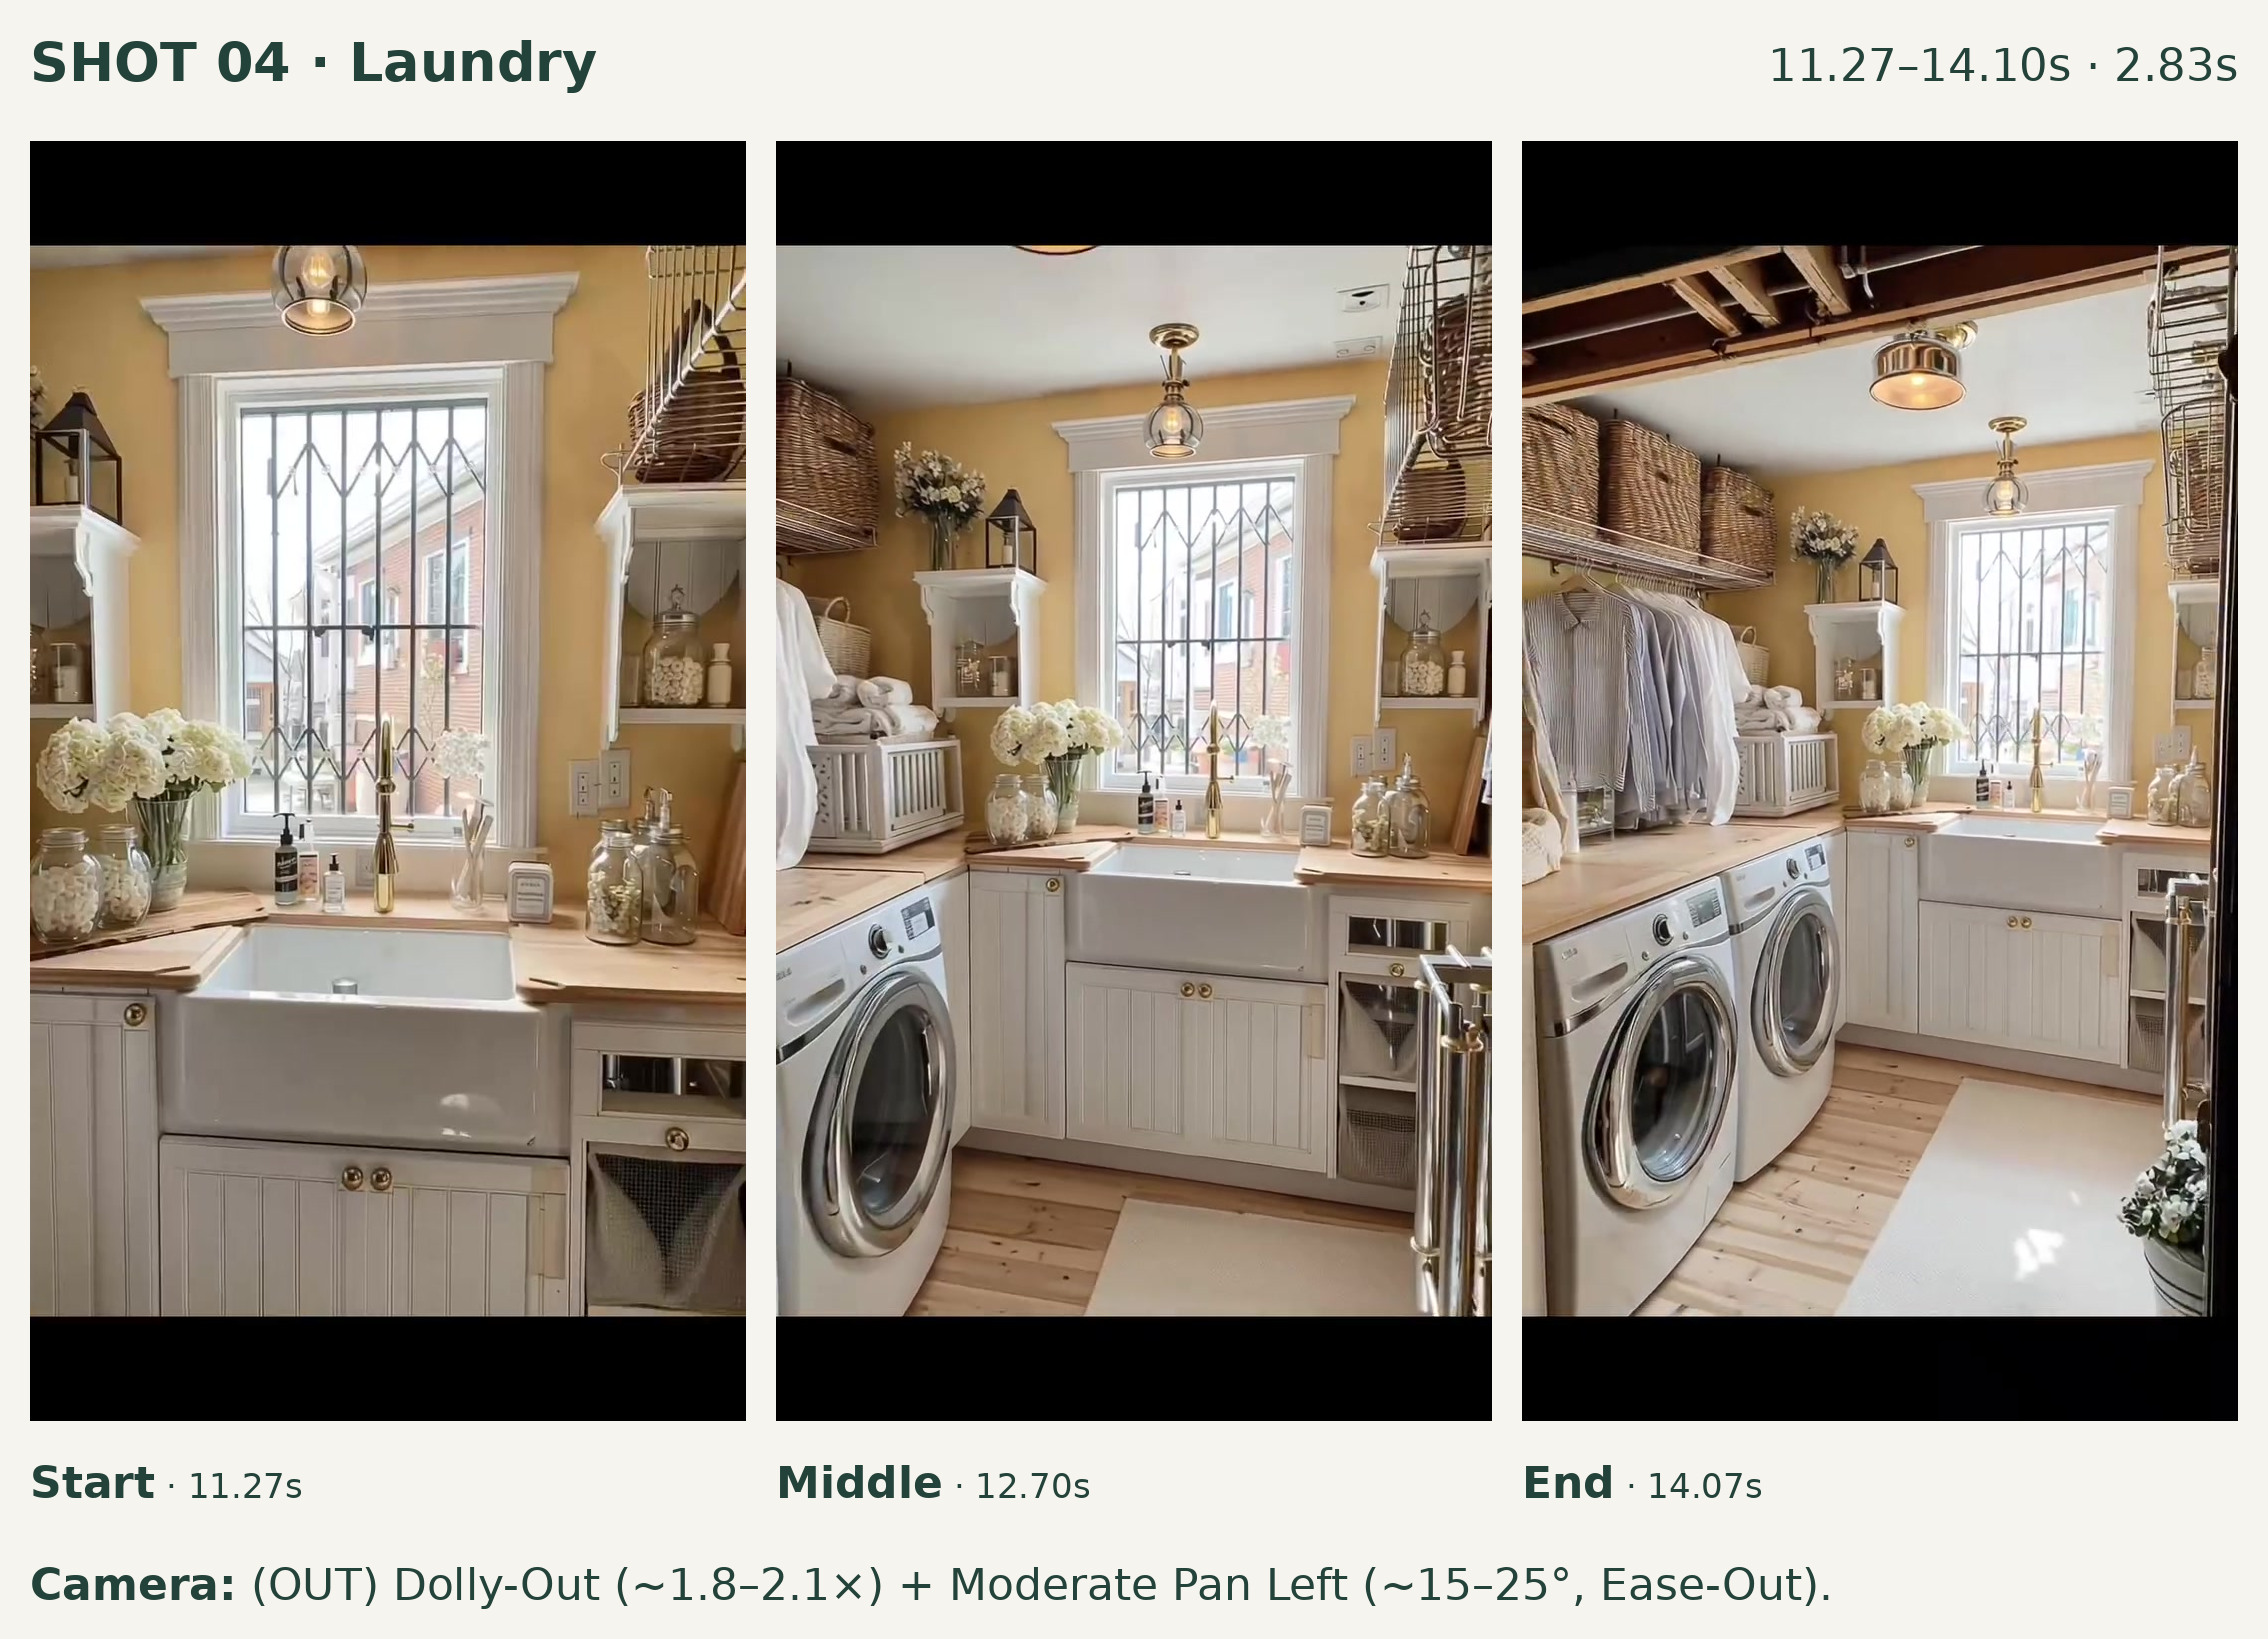 SHOT 04 · Laundry
11.27–14.10s · 2.83s
Start · 11.27s
Middle · 12.70s
End · 14.07s
Camera: (OUT) Dolly-Out (~1.8–2.1×) + Moderate Pan Left (~15–25°, Ease-Out).